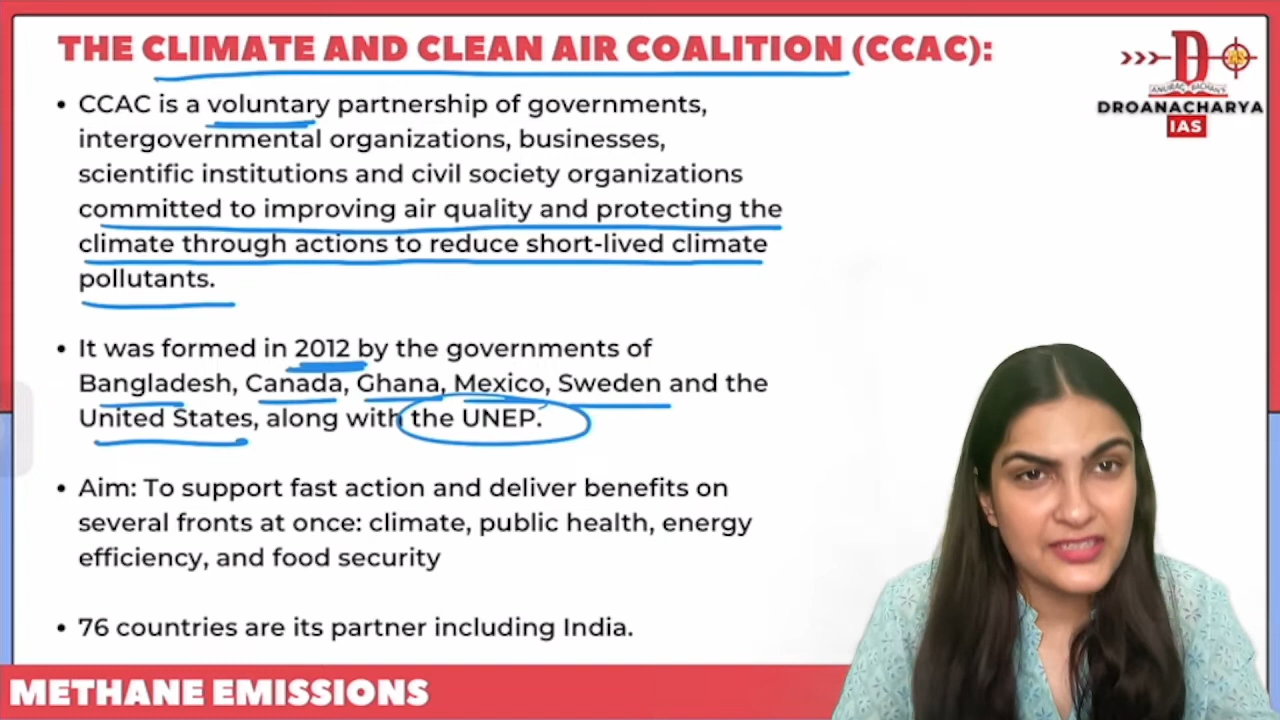 THE CLIMATE AND CLEAN AIR COALITION (CCAC):
• CCAC is a voluntary partnership of governments,
intergovernmental organizations, businesses,
scientific institutions and civil society organizations
committed to improving air quality and protecting the
climate through actions to reduce short-lived climate
pollutants.
• It was formed in 2012 by the governments of
Bangladesh, Canada, Ghana, Mexico, Sweden and the
United States, along with the UNEP.
• Aim: To support fast action and deliver benefits on
several fronts at once: climate, public health, energy
efficiency, and food security
• 76 countries are its partner including India.
METHANE EMISSIONS
D
IAS
ANURAG BACHAN'S
DROANACHARYA
IAS